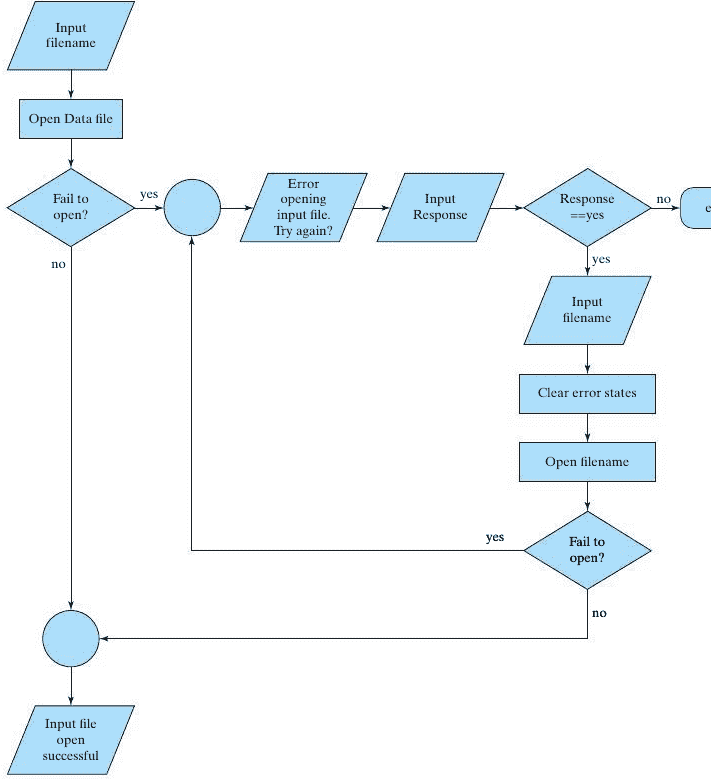 Input
filename
Open Data file
Fail to
open?
yes
no
Error
opening
input file.
Try again?
Input
Response
Response
==yes
no
e
yes
Input
filename
Clear error states
Open filename
Fail to
open?
yes
no
Input file
open
successful